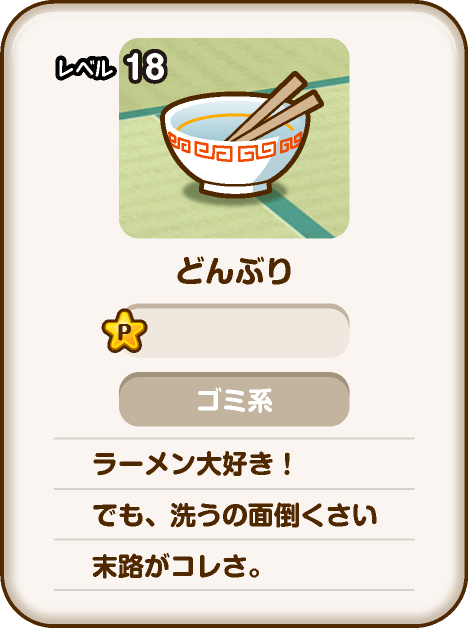 レベル 18
どんぶり
P
ゴミ系
ラーメン大好き！
でも、洗うの面倒くさい
末路がコレさ。